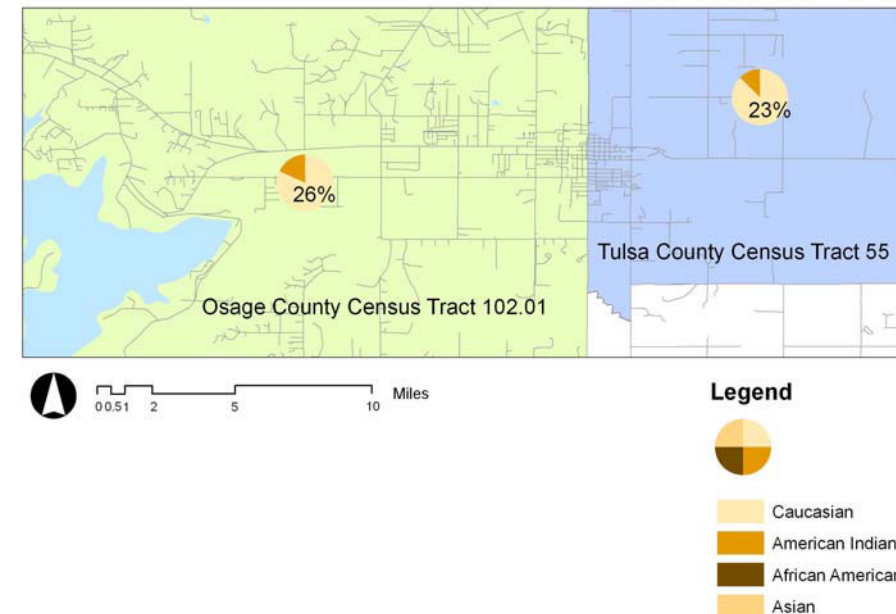 23%
26%
Tulsa County Census Tract 55
Osage County Census Tract 102.01
0 0.5 1 2 5 10 Miles
Legend
Caucasian
American Indian
African American
Asian